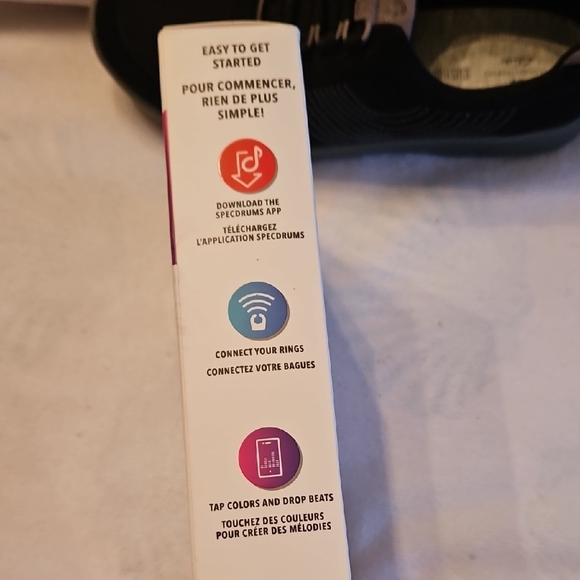 EASY TO GET
STARTED
POUR COMMENCER,
RIEN DE PLUS
SIMPLE!
DOWNLOAD THE
SPECDRUMS APP
TÉLÉCHARGEZ
L'APPLICATION SPECDRUMS
CONNECT YOUR RINGS
CONNECTEZ VOTRE BAGUES
TAP COLORS AND DROP BEATS
TOUCHEZ DES COULEURS
POUR CRÉER DES MÉLODIES